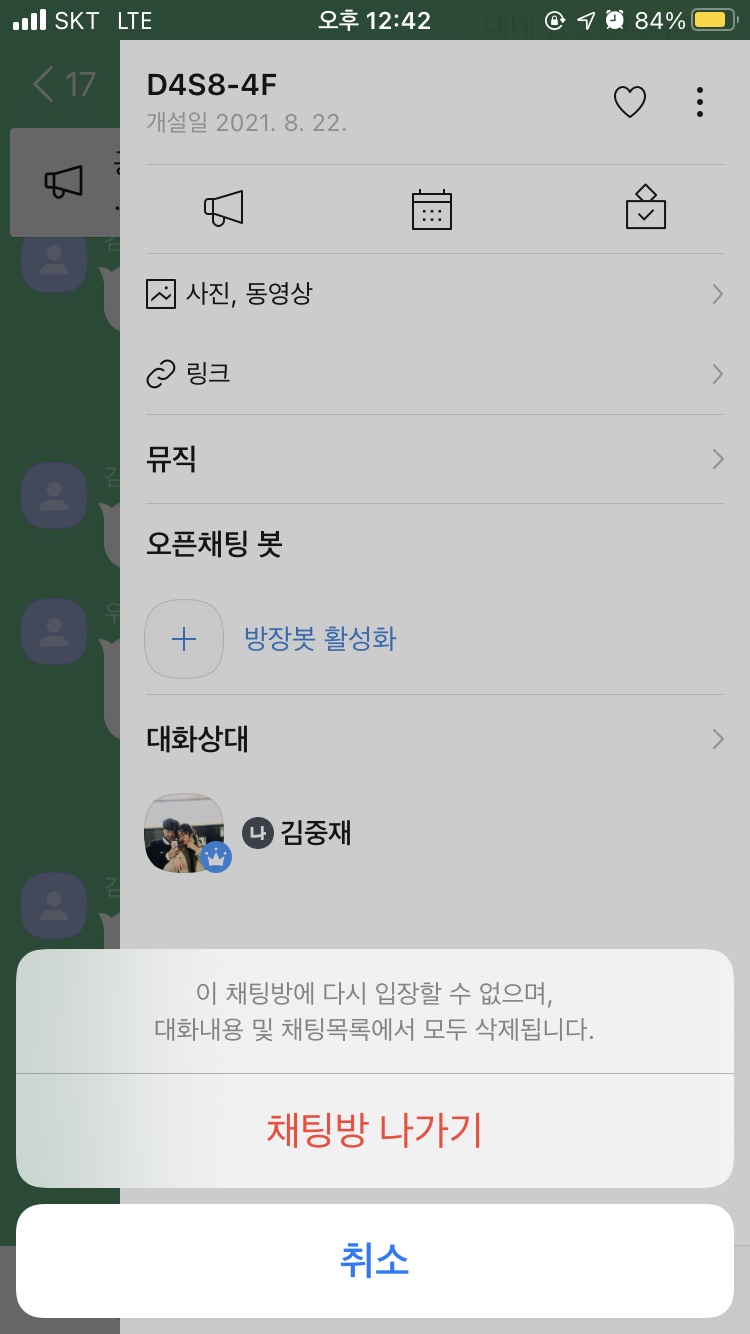 SKT LTE 오후 12:42 84%
17
D4S8-4F
개설일 2021. 8. 22.
사진, 동영상
링크
뮤직
오픈채팅 봇
방장봇 활성화
대화상대
나 김중재
이 채팅방에 다시 입장할 수 없으며,
대화내용 및 채팅목록에서 모두 삭제됩니다.
채팅방 나가기
취소